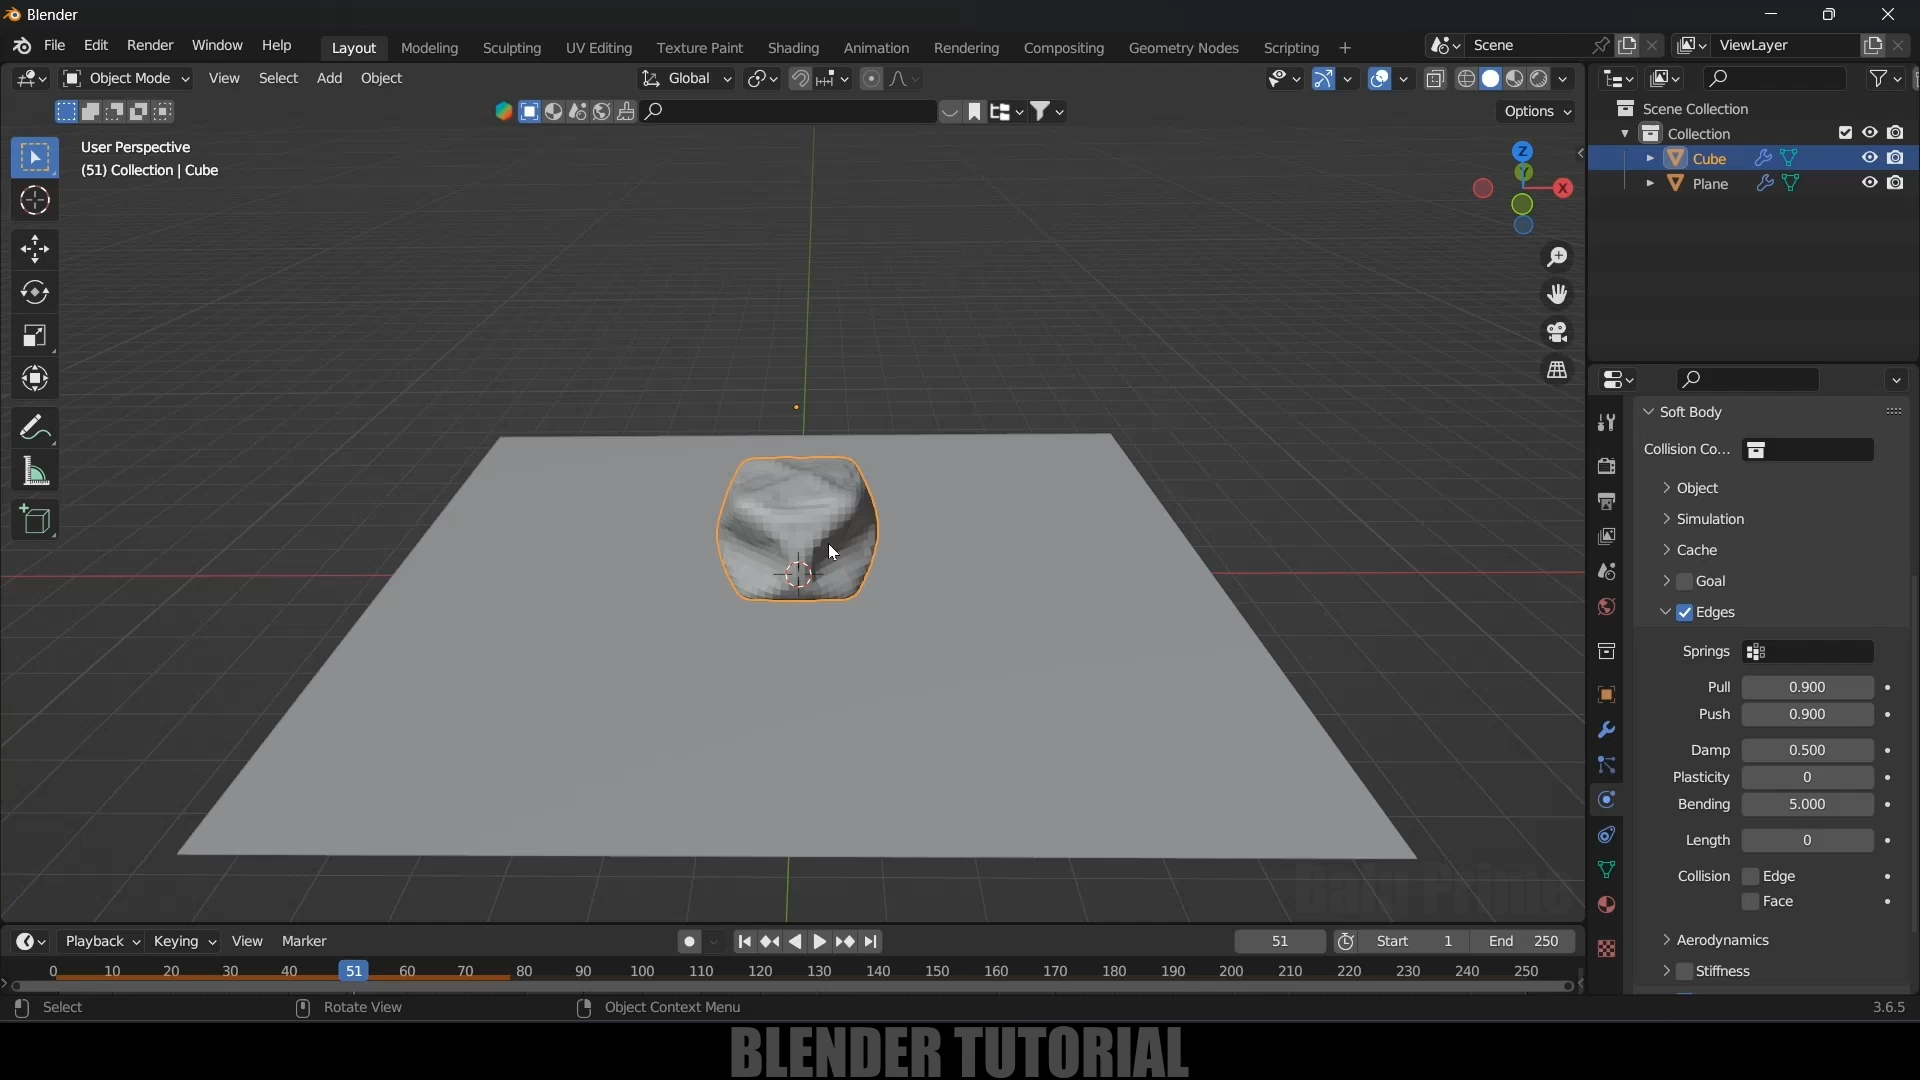 Blender
File Edit Render Window Help Layout Modeling Sculpting UV Editing Texture Paint Shading Animation Rendering Compositing Geometry Nodes Scripting + Scene ViewLayer
Object Mode View Select Add Object Global
Options
User Perspective
(51) Collection | Cube
Z
Y
X
Scene Collection
Collection
Cube
Plane
Soft Body
Collision Co...
Object
Simulation
Cache
Goal
Edges
Springs
Pull 0.900
Push 0.900
Damp 0.500
Plasticity 0
Bending 5.000
Length 0
Collision Edge
Face
Aerodynamics
Stiffness
Balu Prime
Playback Keying View Marker 51 Start 1 End 250
0 10 20 30 40 51 60 70 80 90 100 110 120 130 140 150 160 170 180 190 200 210 220 230 240 250
Select Rotate View Object Context Menu 3.6.5
BLENDER TUTORIAL